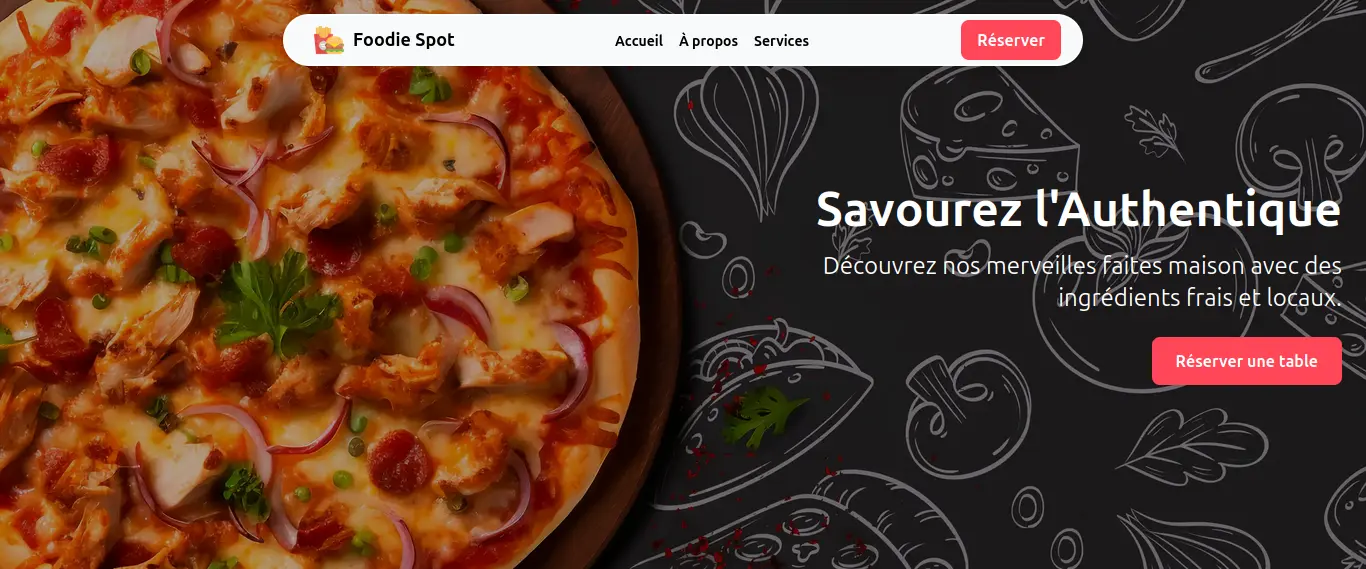 Foodie Spot
Accueil À propos Services
Réserver
Savourez l'Authentique
Découvrez nos merveilles faites maison avec des
ingrédients frais et locaux.
Réserver une table